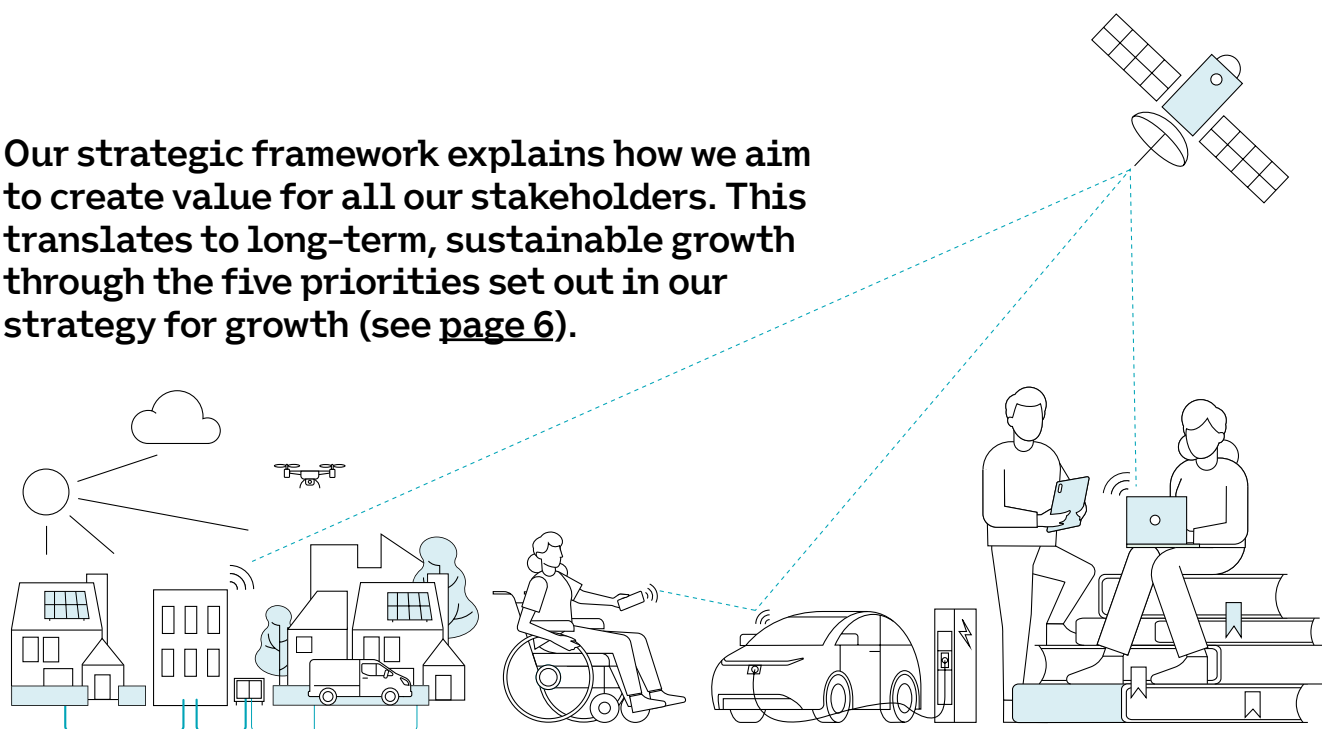 Our strategic framework explains how we aim
to create value for all our stakeholders. This
translates to long-term, sustainable growth
through the five priorities set out in our
strategy for growth (see page 6).